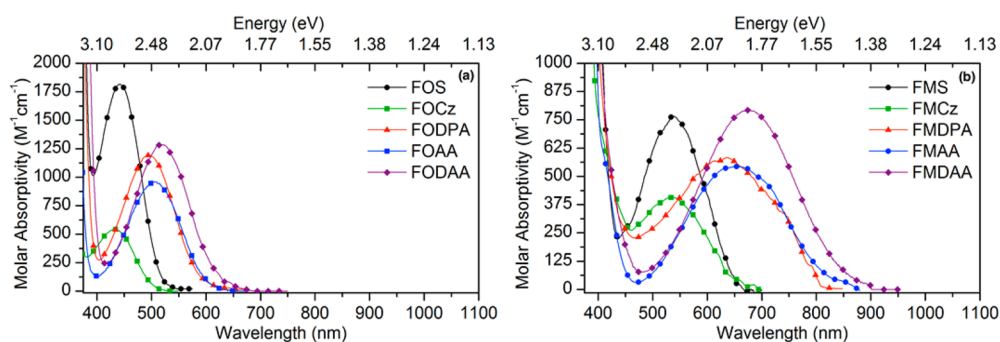 Energy (eV)
3.10 2.48 2.07 1.77 1.55 1.38 1.24 1.13
2000
1750
1500
1250
1000
750
500
250
0
Molar Absorptivity (M⁻¹cm⁻¹)
(a)
FOS
FOCz
FODPA
FOAA
FODAA
400 500 600 700 800 900 1000 1100
Wavelength (nm)
Energy (eV)
3.10 2.48 2.07 1.77 1.55 1.38 1.24 1.13
1000
875
750
625
500
375
250
125
0
Molar Absorptivity (M⁻¹cm⁻¹)
(b)
FMS
FMCz
FMDPA
FMAA
FMDAA
400 500 600 700 800 900 1000 1100
Wavelength (nm)